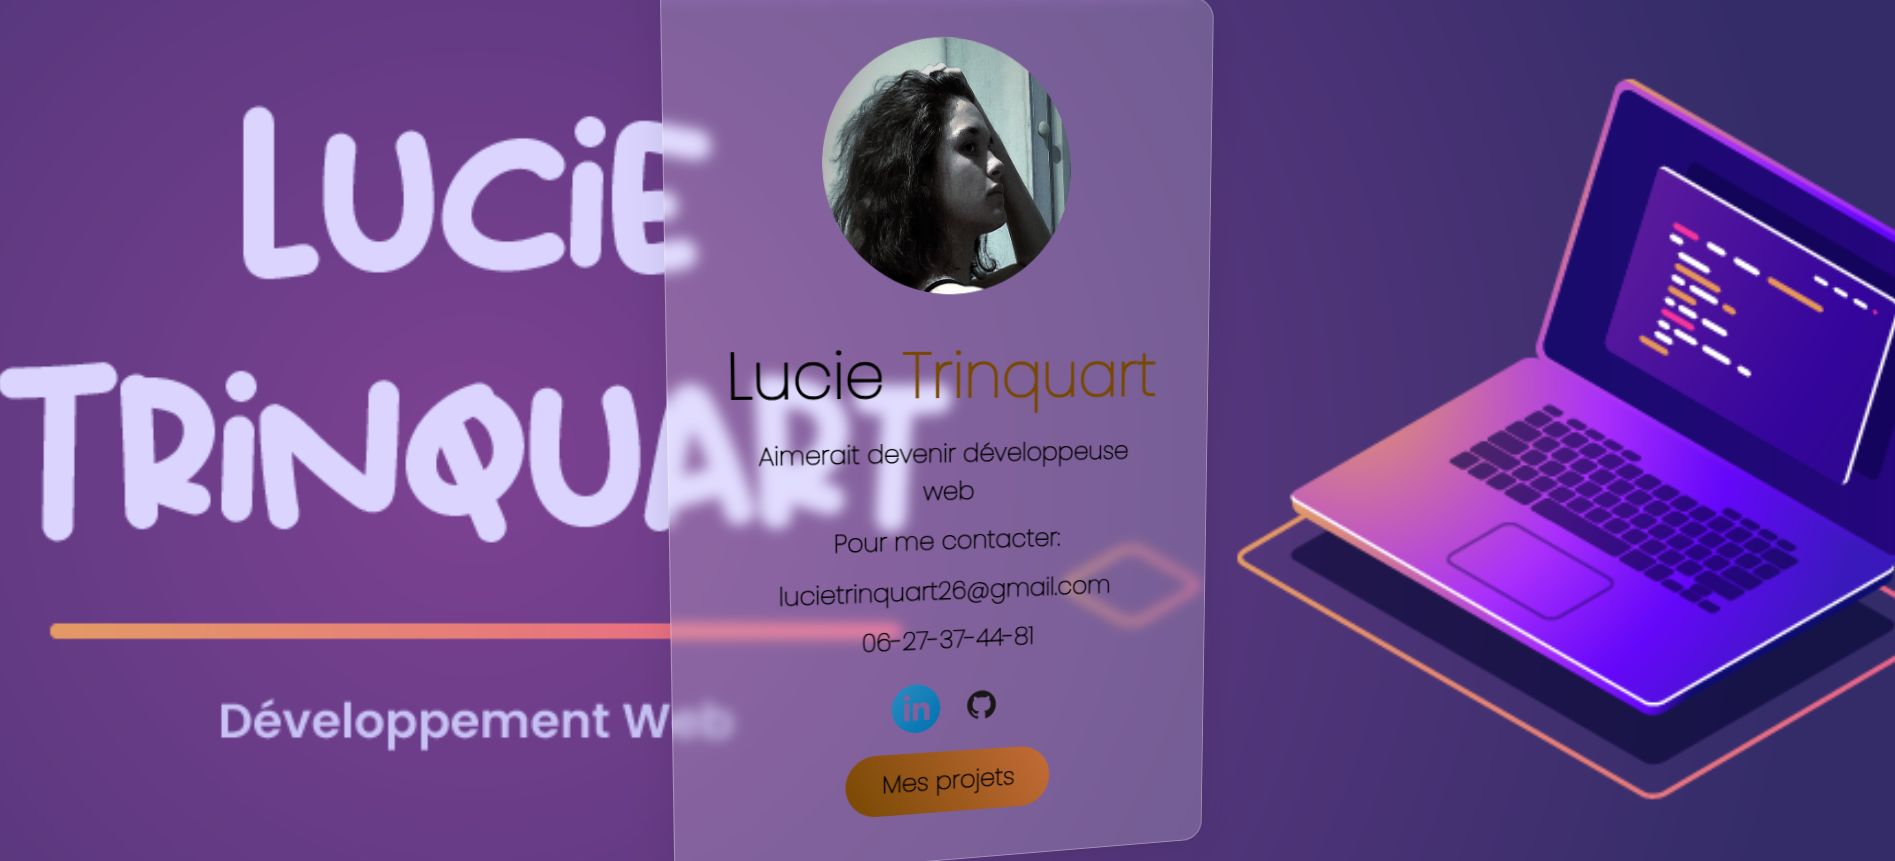 LUCiE
TRiNQUART
Développement Web
Lucie Trinquart
Aimerait devenir développeuse
web
Pour me contacter:
lucietrinquart26@gmail.com
06-27-37-44-81
in
Mes projets